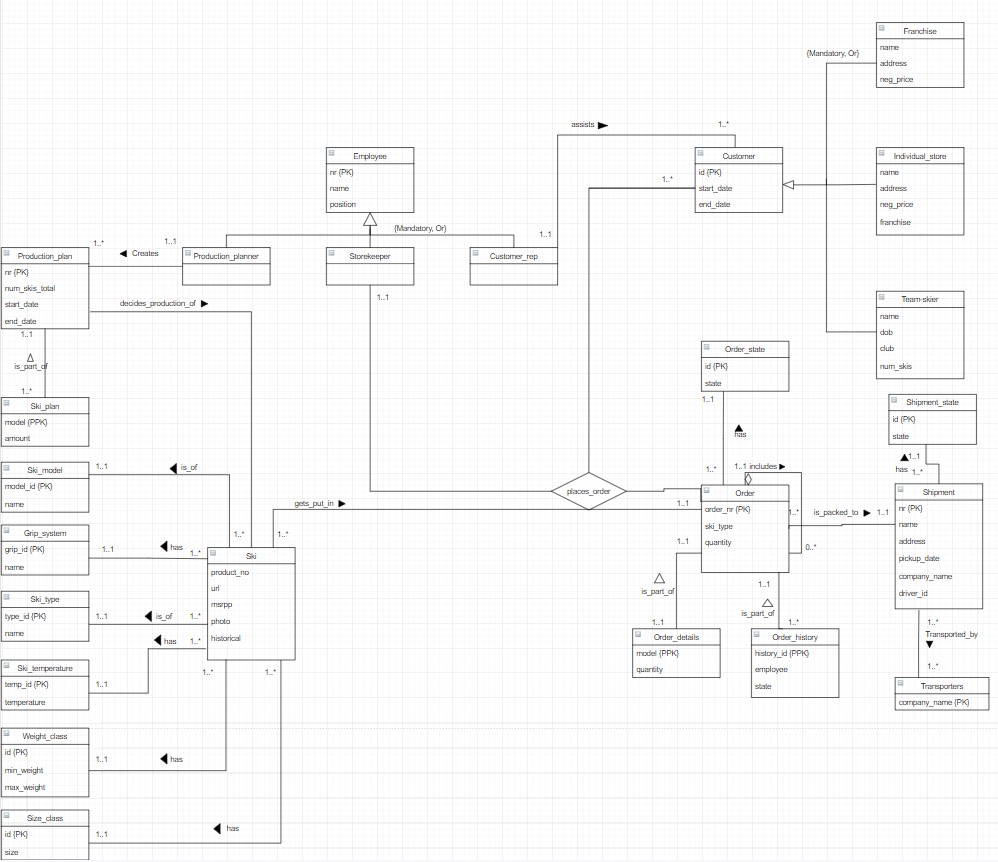 Franchise
name
address
neg_price
{Mandatory, Or}
assists
1..*
Employee
nr {PK}
name
position
Customer
id {PK}
start_date
end_date
1..*
Individual_store
name
address
neg_price
franchise
{Mandatory, Or}
1..1
Production_plan
nr {PK}
num_skis_total
start_date
end_date
1..*
Creates
1..1
Production_planner
Storekeeper
Customer_rep
1..1
decides_production_of
Team-skier
name
dob
club
num_skis
1..1
is_part_of
1..*
Ski_plan
model {PPK}
amount
Order_state
id {PK}
state
1..1
has
1..*
Shipment_state
id {PK}
state
1..1
has
1..*
Ski_model
model_id {PK}
name
1..1
is_of
1..*
gets_put_in
1..*
places_order
1..1
1..1 includes
Order
order_nr {PK}
ski_type
quantity
1..*
0..*
is_packed_to
1..1
Shipment
nr {PK}
name
address
pickup_date
company_name
driver_id
Grip_system
grip_id {PK}
name
1..1
has
1..*
Ski
product_no
url
msrpp
photo
historical
Ski_type
type_id {PK}
name
1..1
is_of
1..*
has
1..*
Ski_temperature
temp_id {PK}
temperature
1..1
1..*
1..*
1..1
is_part_of
1..1
Order_details
model {PPK}
quantity
1..1
is_part_of
1..*
Order_history
history_id {PPK}
employee
state
1..*
Transported_by
1..*
Transporters
company_name {PK}
Weight_class
id {PK}
min_weight
max_weight
1..1
has
Size_class
id {PK}
size
1..1
has